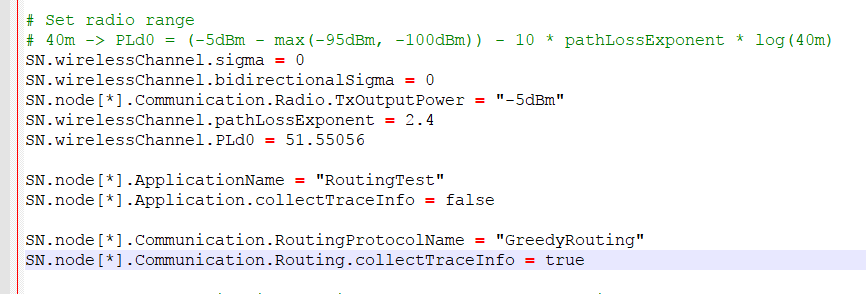 # Set radio range
# 40m -> PLd0 = (-5dBm - max(-95dBm, -100dBm)) - 10 * pathLossExponent * log(40m)
SN.wirelessChannel.sigma = 0
SN.wirelessChannel.bidirectionalSigma = 0
SN.node[*].Communication.Radio.TxOutputPower = "-5dBm"
SN.wirelessChannel.pathLossExponent = 2.4
SN.wirelessChannel.PLd0 = 51.55056
SN.node[*].ApplicationName = "RoutingTest"
SN.node[*].Application.collectTraceInfo = false
SN.node[*].Communication.RoutingProtocolName = "GreedyRouting"
SN.node[*].Communication.Routing.collectTraceInfo = true